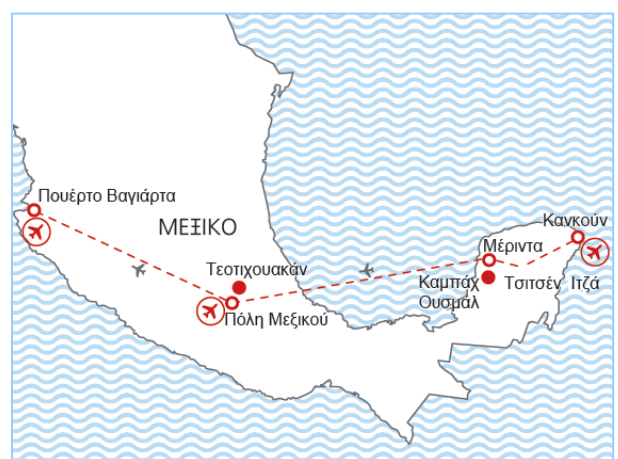 Πουέρτο Βαγιάρτα
ΜΕΞΙΚΟ
Κανκούν
Μέριντα
Τεοτιχουακάν
Καμπάχ
Τσιτσέν Ιτζά
Ουσμάλ
Πόλη Μεξικού